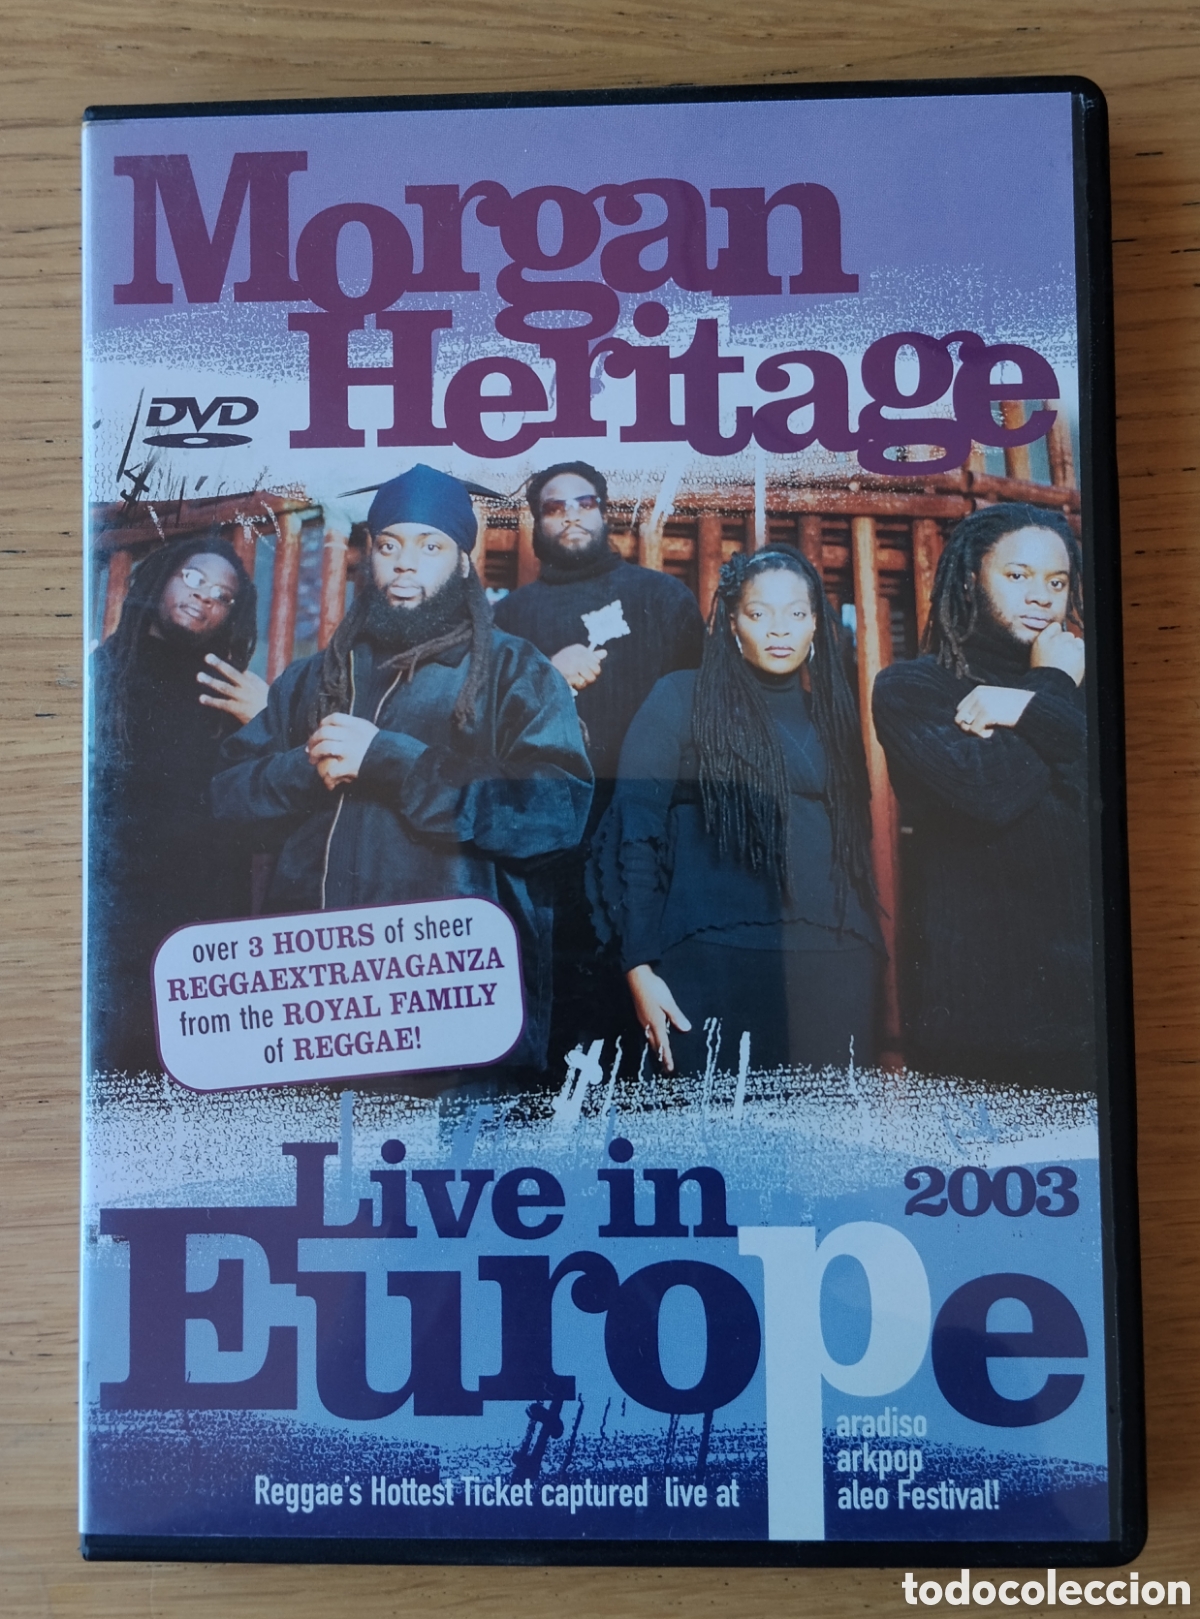 Morgan
Heritage
DVD
over 3 HOURS of sheer
REGGAEXTRAVAGANZA
from the ROYAL FAMILY
of REGGAE!
Live in
2003
Europe
aradiso
arkpop
Reggae's Hottest Ticket captured live at
aleo Festival!
todocoleccion